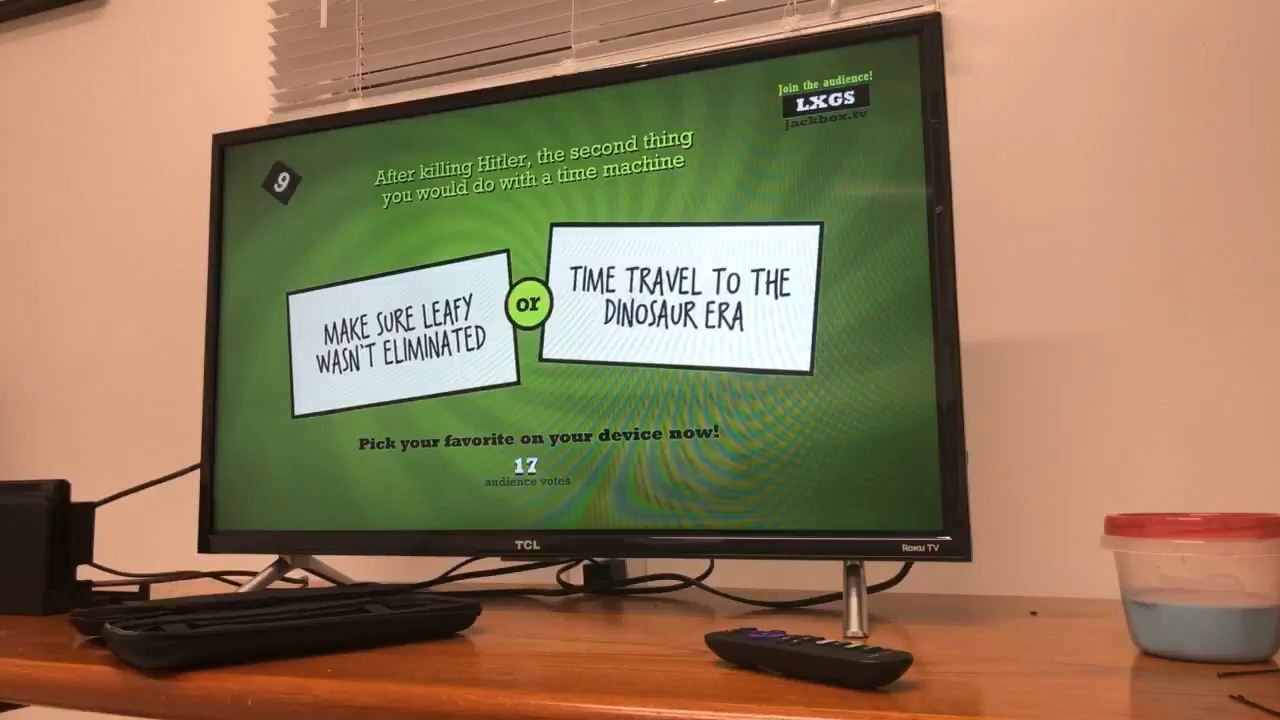 Join the audience!
LXGS
jackbox.tv
9
After killing Hitler, the second thing
you would do with a time machine
MAKE SURE LEAFY
WASN'T ELIMINATED
or
TIME TRAVEL TO THE
DINOSAUR ERA
Pick your favorite on your device now!
17
audience votes
TCL
Roku TV